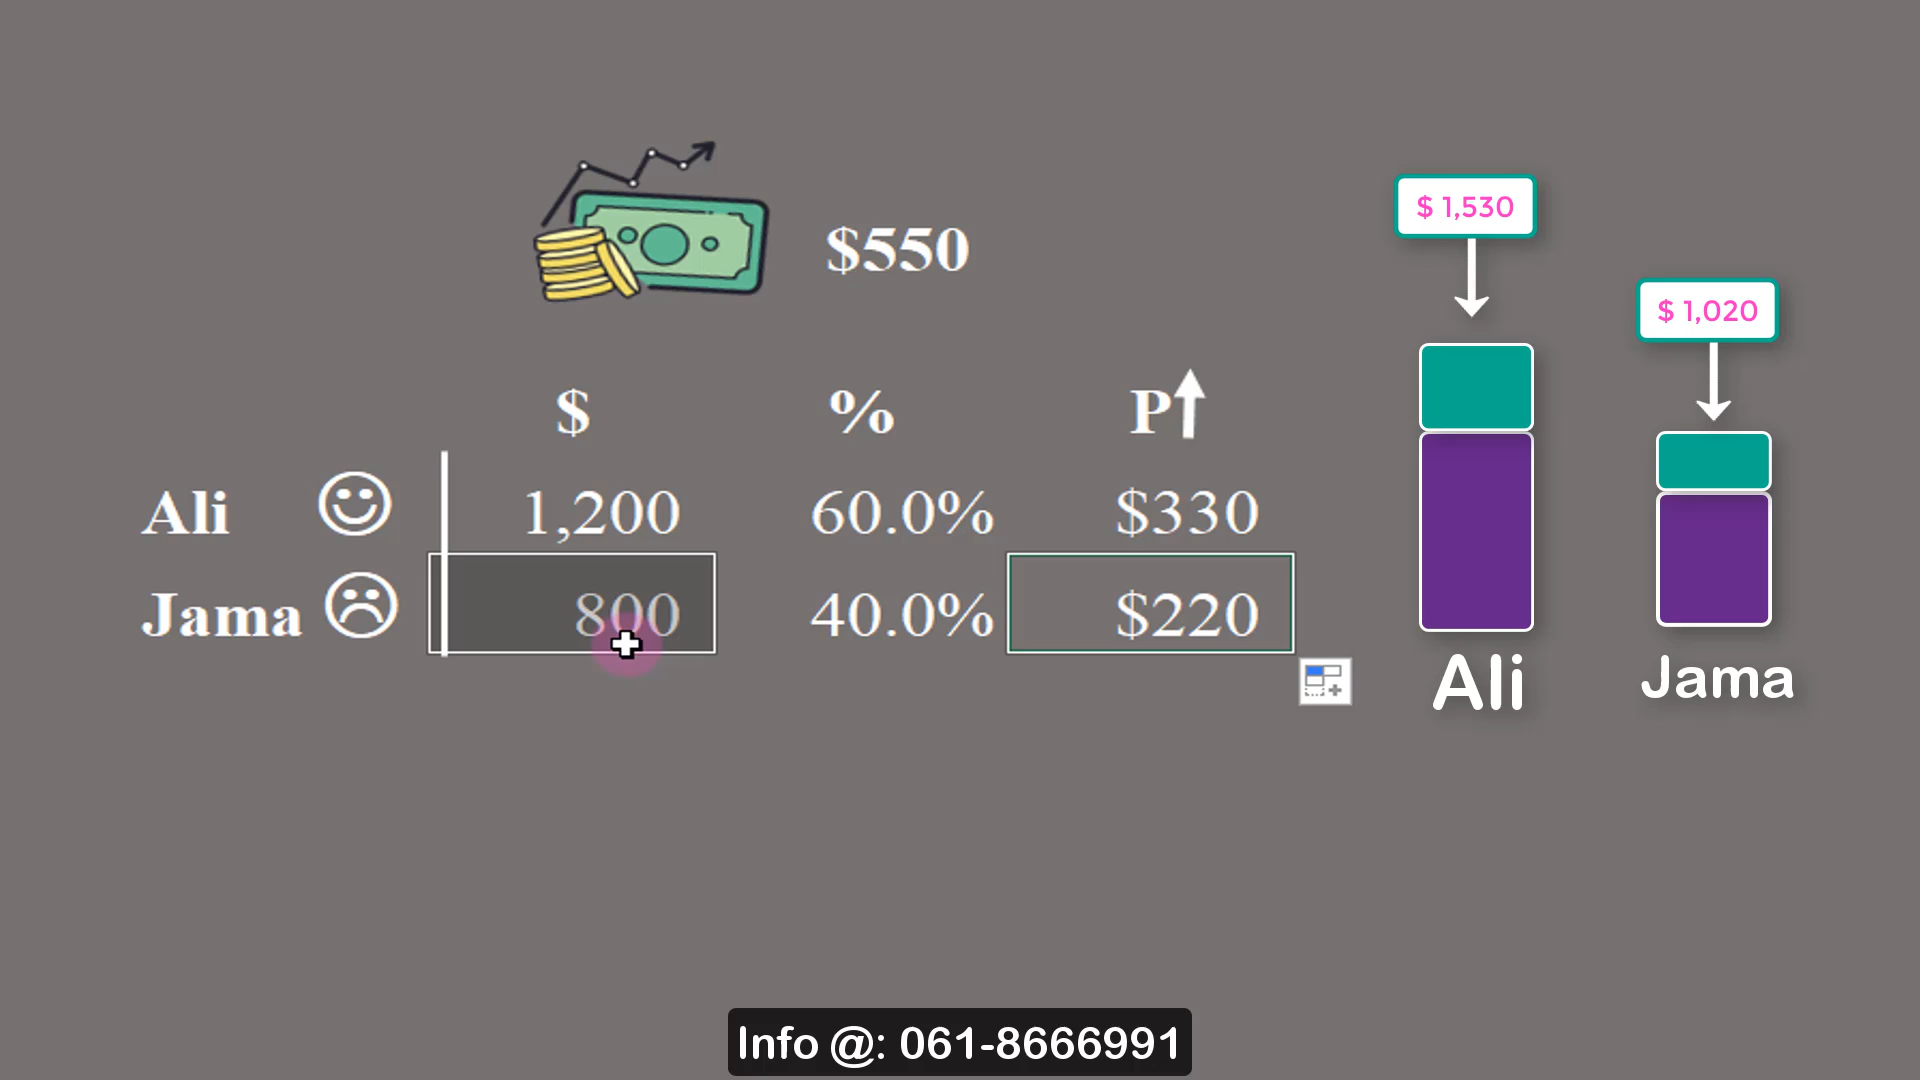 $550
$ % P
Ali 1,200 60.0% $330
Jama 800 40.0% $220
$ 1,530
$ 1,020
Ali
Jama
Info @: 061-8666991